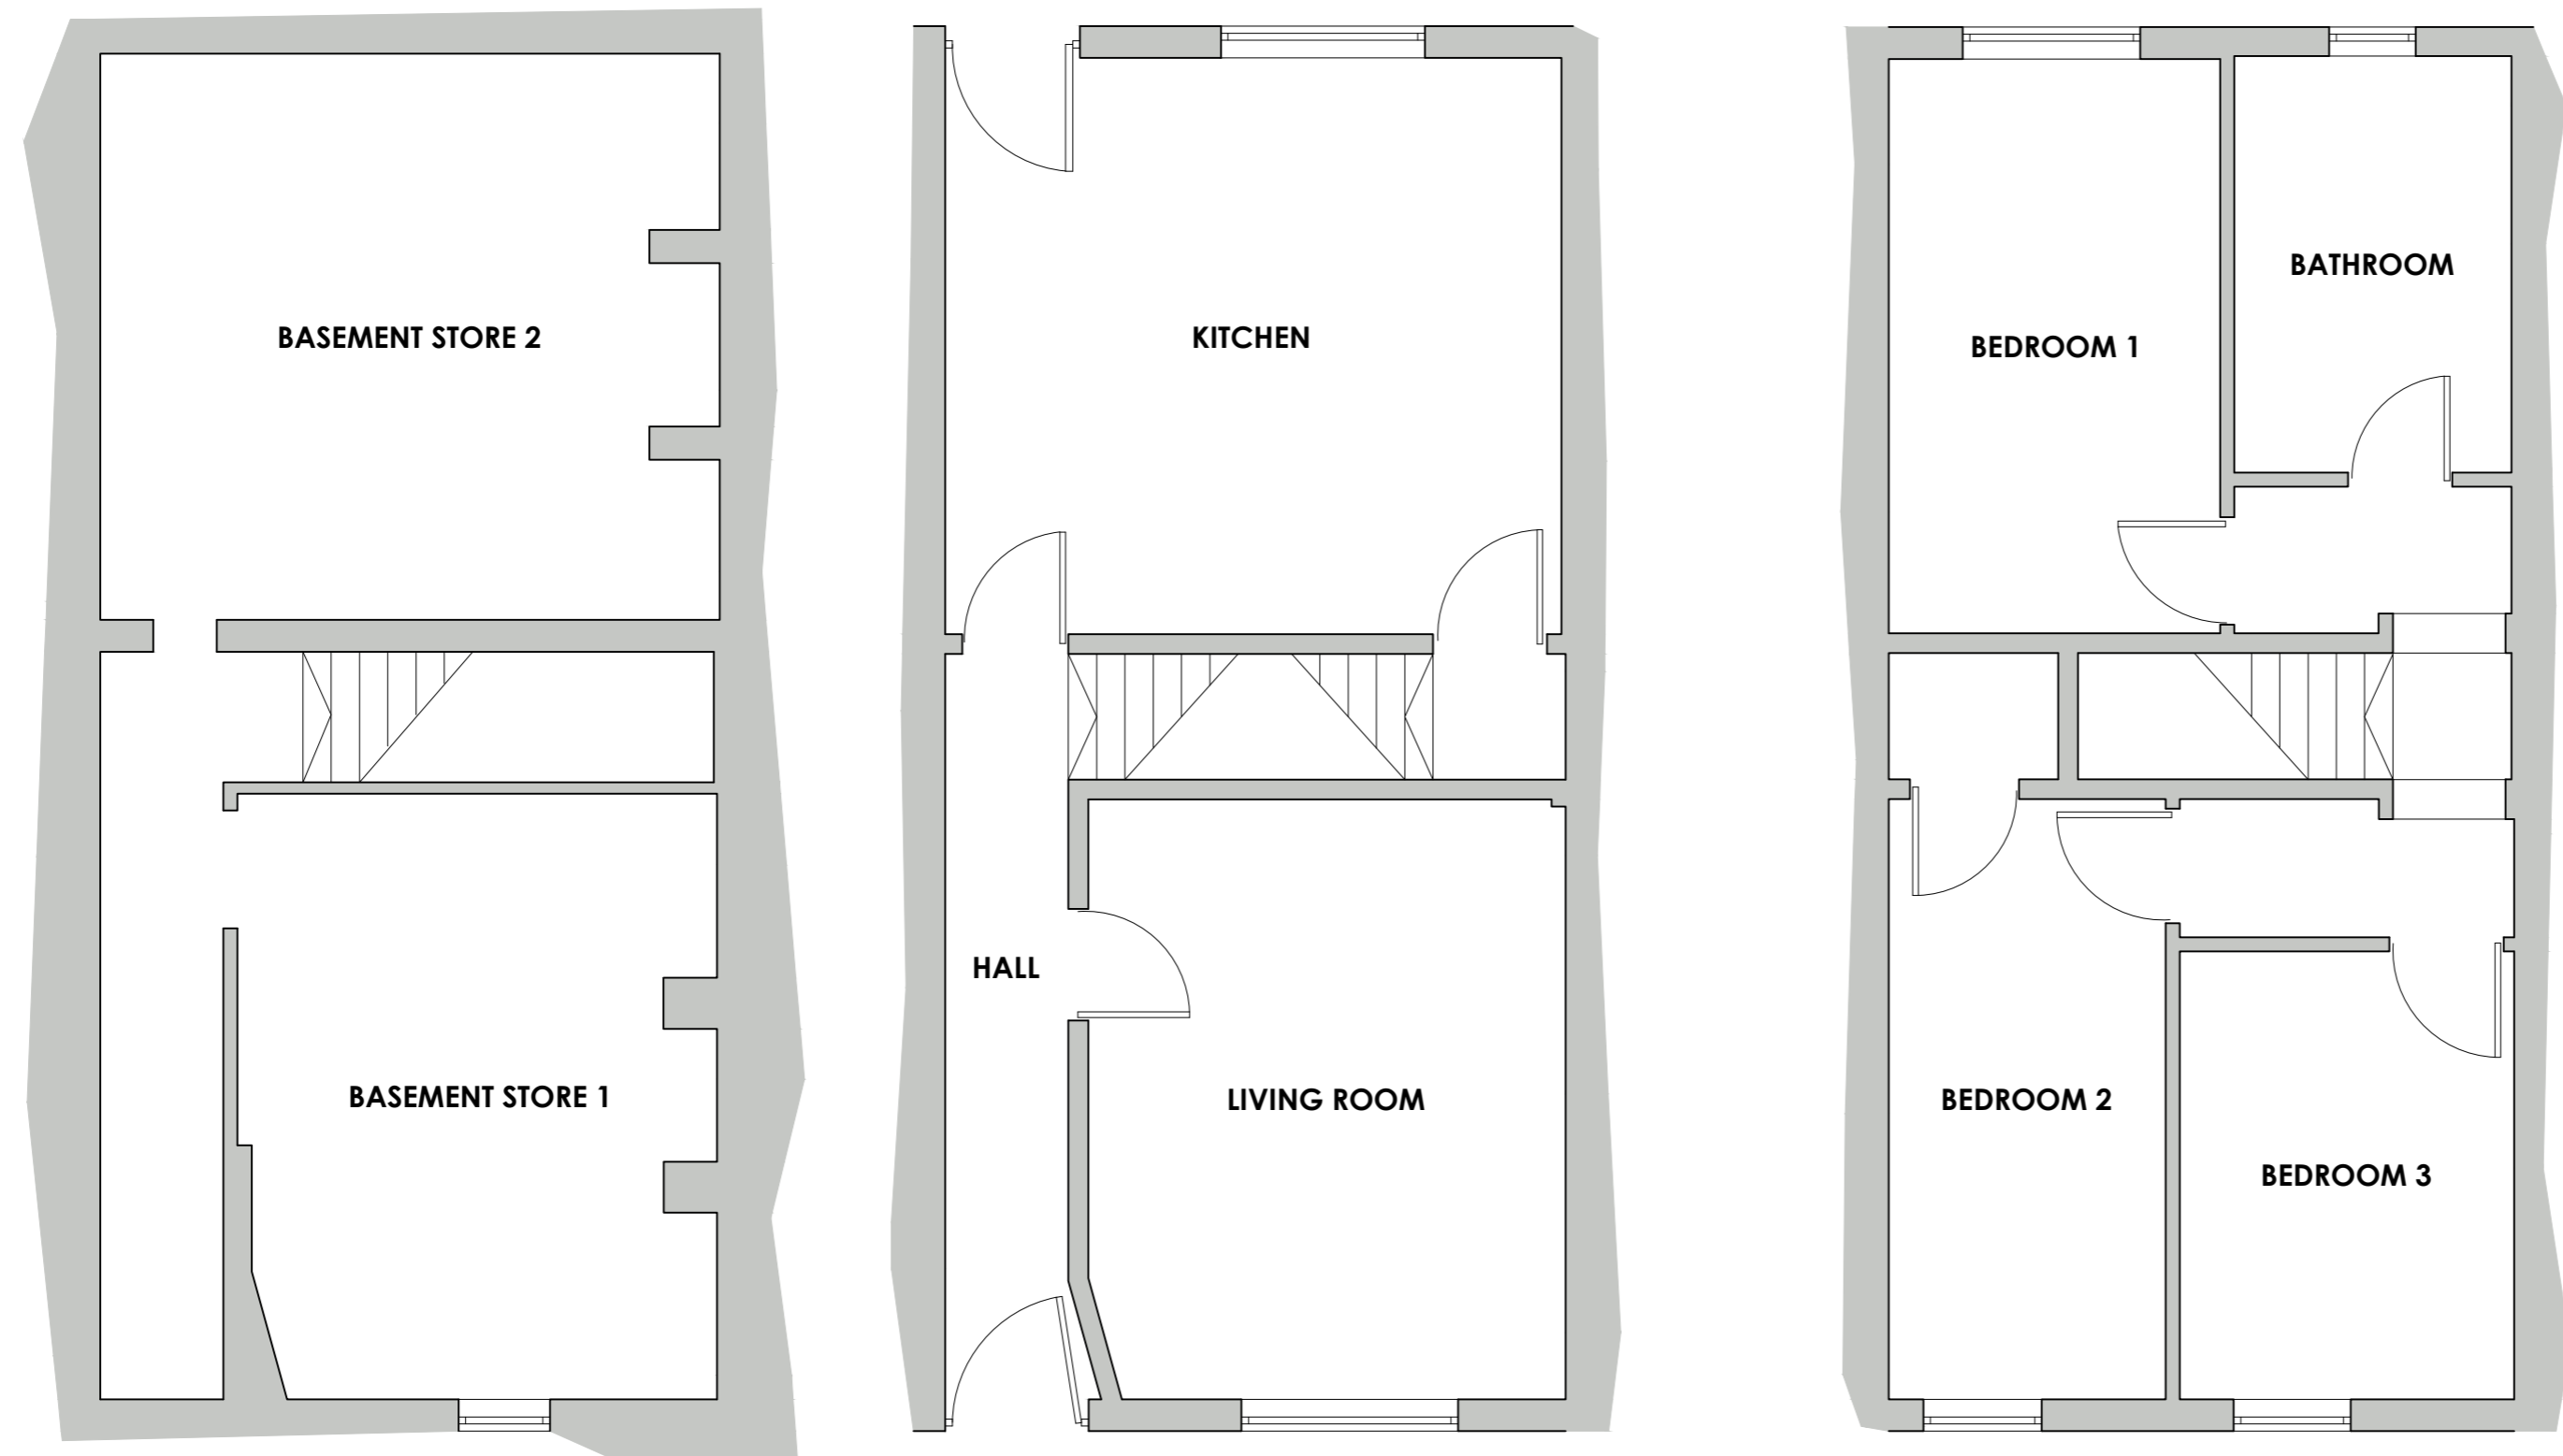 BASEMENT STORE 2
BASEMENT STORE 1
KITCHEN
HALL
LIVING ROOM
BEDROOM 1
BATHROOM
BEDROOM 2
BEDROOM 3